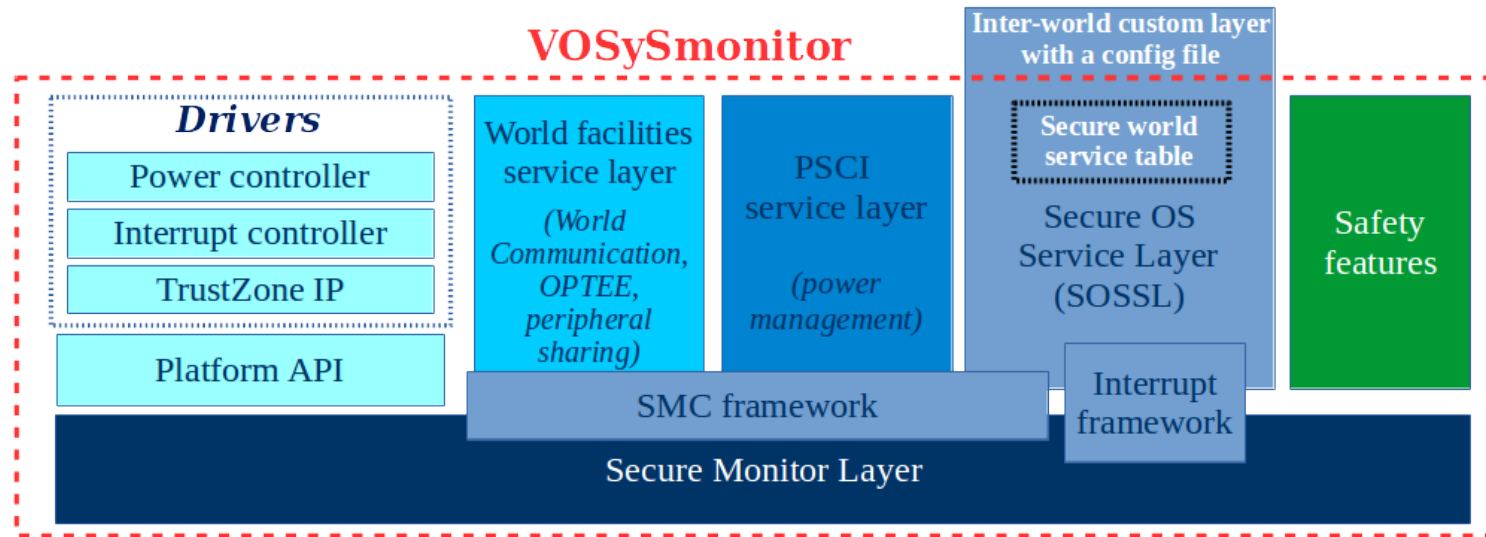 VOSySmonitor
Inter-world custom layer
with a config file
Drivers
Power controller
Interrupt controller
TrustZone IP
Platform API
World facilities
service layer
(World
Communication,
OPTEE,
peripheral
sharing)
PSCI
service layer
(power
management)
Secure world
service table
Secure OS
Service Layer
(SOSSL)
Safety
features
SMC framework
Interrupt
framework
Secure Monitor Layer